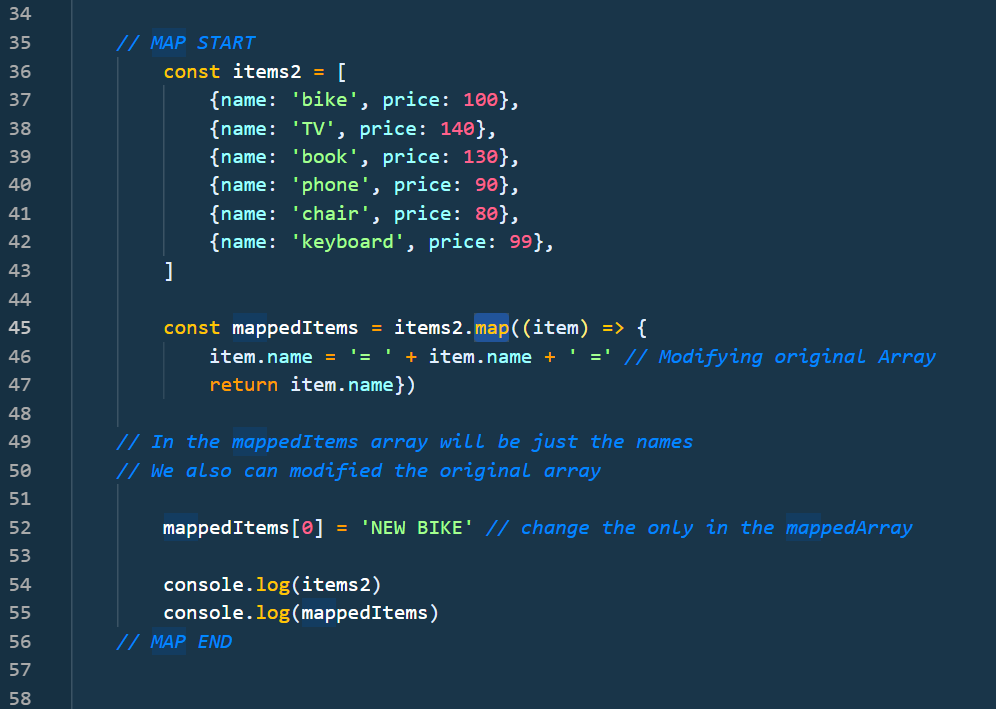 34
35 // MAP START
36 const items2 = [
37 {name: 'bike', price: 100},
38 {name: 'TV', price: 140},
39 {name: 'book', price: 130},
40 {name: 'phone', price: 90},
41 {name: 'chair', price: 80},
42 {name: 'keyboard', price: 99},
43 ]
44
45 const mappedItems = items2.map((item) => {
46 item.name = '= ' + item.name + ' =' // Modifying original Array
47 return item.name})
48
49 // In the mappedItems array will be just the names
50 // We also can modified the original array
51
52 mappedItems[0] = 'NEW BIKE' // change the only in the mappedArray
53
54 console.log(items2)
55 console.log(mappedItems)
56 // MAP END
57
58